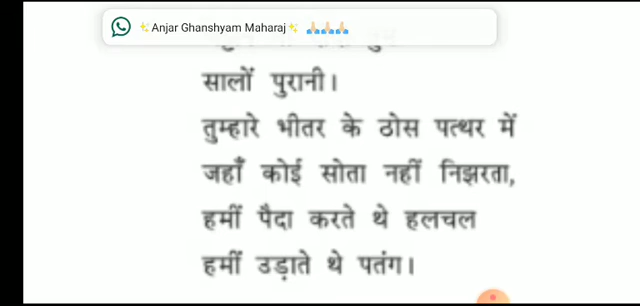 ✨Anjar Ghanshyam Maharaj✨ 🙏🏻🙏🏻🙏🏻
सालों पुरानी।
तुम्हारे भीतर के ठोस पत्थर में
जहाँ कोई सोता नहीं निझरता,
हमीं पैदा करते थे हलचल
हमीं उड़ाते थे पतंग।